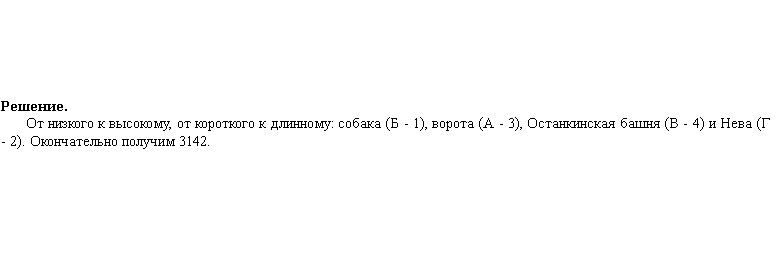 Решение.
От низкого к высокому, от короткого к длинному: собака (Б - 1), ворота (А - 3), Останкинская башня (В - 4) и Нева (Г
- 2). Окончательно получим 3142.